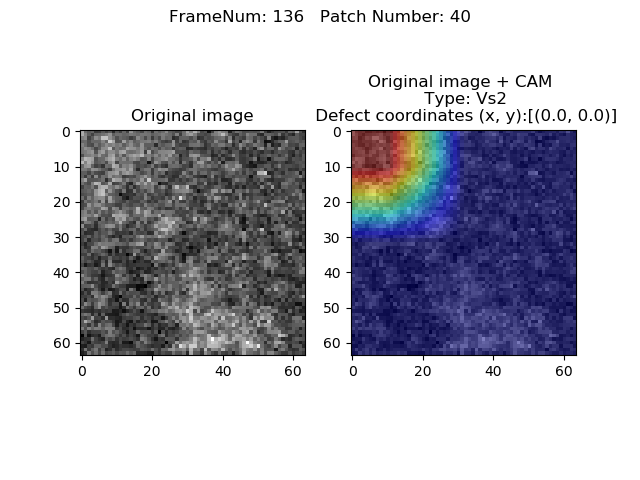 FrameNum: 136   Patch Number: 40
Original image
0
10
20
30
40
50
60
0 20 40 60
Original image + CAM
Type: Vs2
Defect coordinates (x, y):[(0.0, 0.0)]
0
10
20
30
40
50
60
0 20 40 60